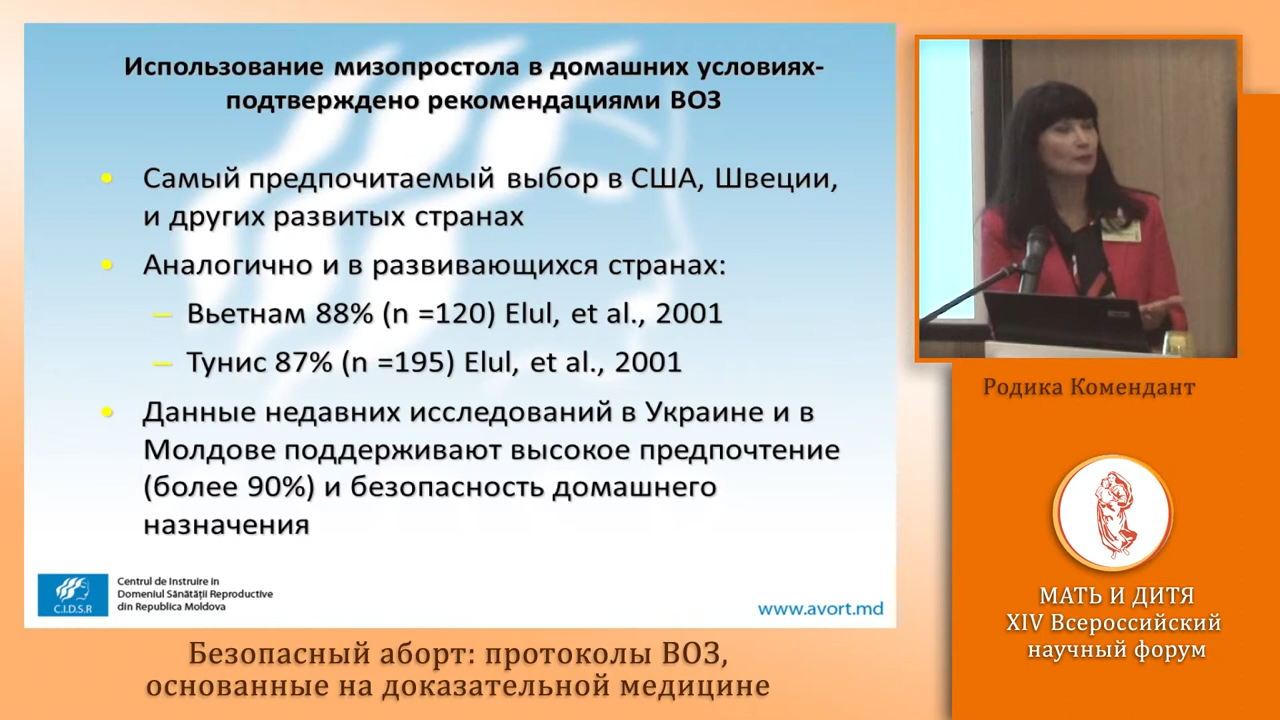 Использование мизопростола в домашних условиях-
подтверждено рекомендациями ВОЗ
• Самый предпочитаемый выбор в США, Швеции,
и других развитых странах
• Аналогично и в развивающихся странах:
– Вьетнам 88% (n =120) Elul, et al., 2001
– Тунис 87% (n =195) Elul, et al., 2001
• Данные недавних исследований в Украине и в
Молдове поддерживают высокое предпочтение
(более 90%) и безопасность домашнего
назначения
C.I.D.S.R
Centrul de Instruire in
Domeniul Sănătății Reproductive
din Republica Moldova
www.avort.md
Безопасный аборт: протоколы ВОЗ,
основанные на доказательной медицине
Родика Комендант
МАТЬ И ДИТЯ
XIV Всероссийский
научный форум